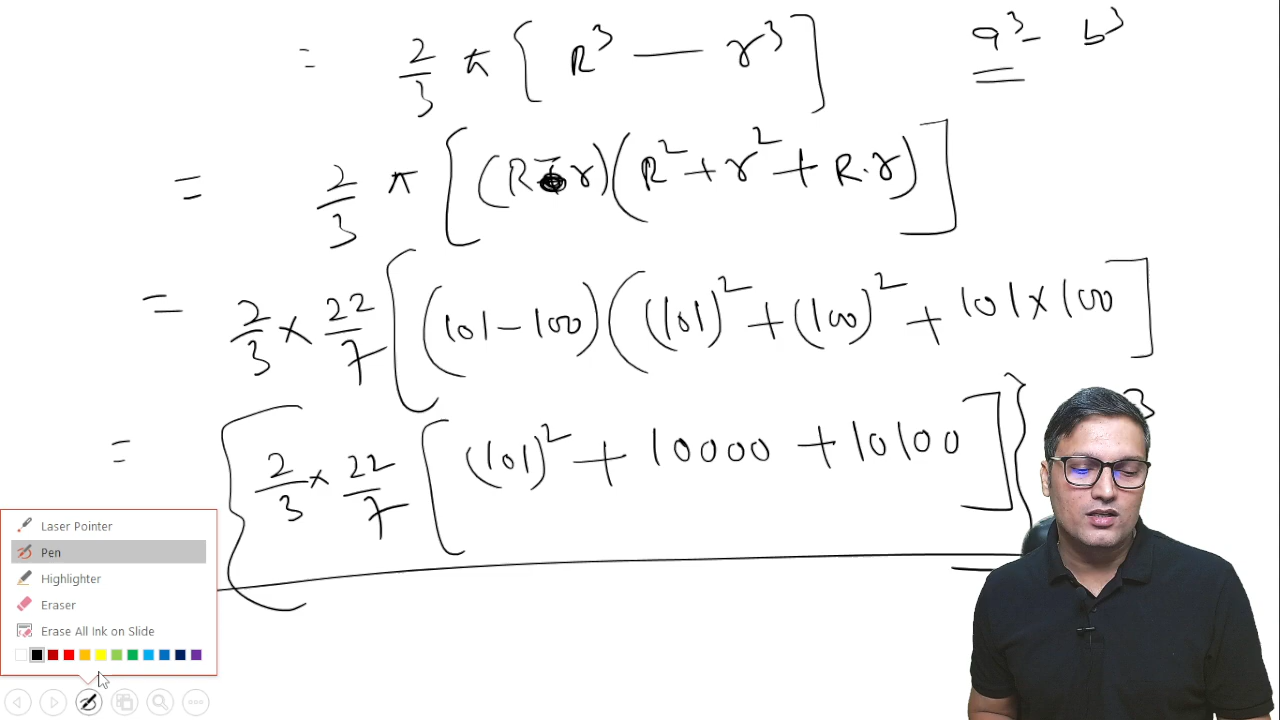 = 2/3 π [R³ — r³] a³ - b³
= 2/3 π [(R-r)(R²+r²+R.r)]
= 2/3 × 22/7 [(101-100)((101)²+(100)²+101×100]
= {2/3 × 22/7 [(101)²+10000+10100]} 3
Laser Pointer
Pen
Highlighter
Eraser
Erase All Ink on Slide